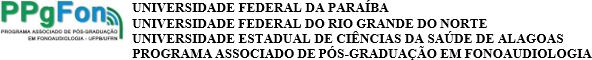 PPgFon
PROGRAMA ASSOCIADO DE PÓS-GRADUAÇÃO
EM FONOAUDIOLOGIA - UFPB/UFRN
UNIVERSIDADE FEDERAL DA PARAÍBA
UNIVERSIDADE FEDERAL DO RIO GRANDE DO NORTE
UNIVERSIDADE ESTADUAL DE CIÊNCIAS DA SAÚDE DE ALAGOAS
PROGRAMA ASSOCIADO DE PÓS-GRADUAÇÃO EM FONOAUDIOLOGIA